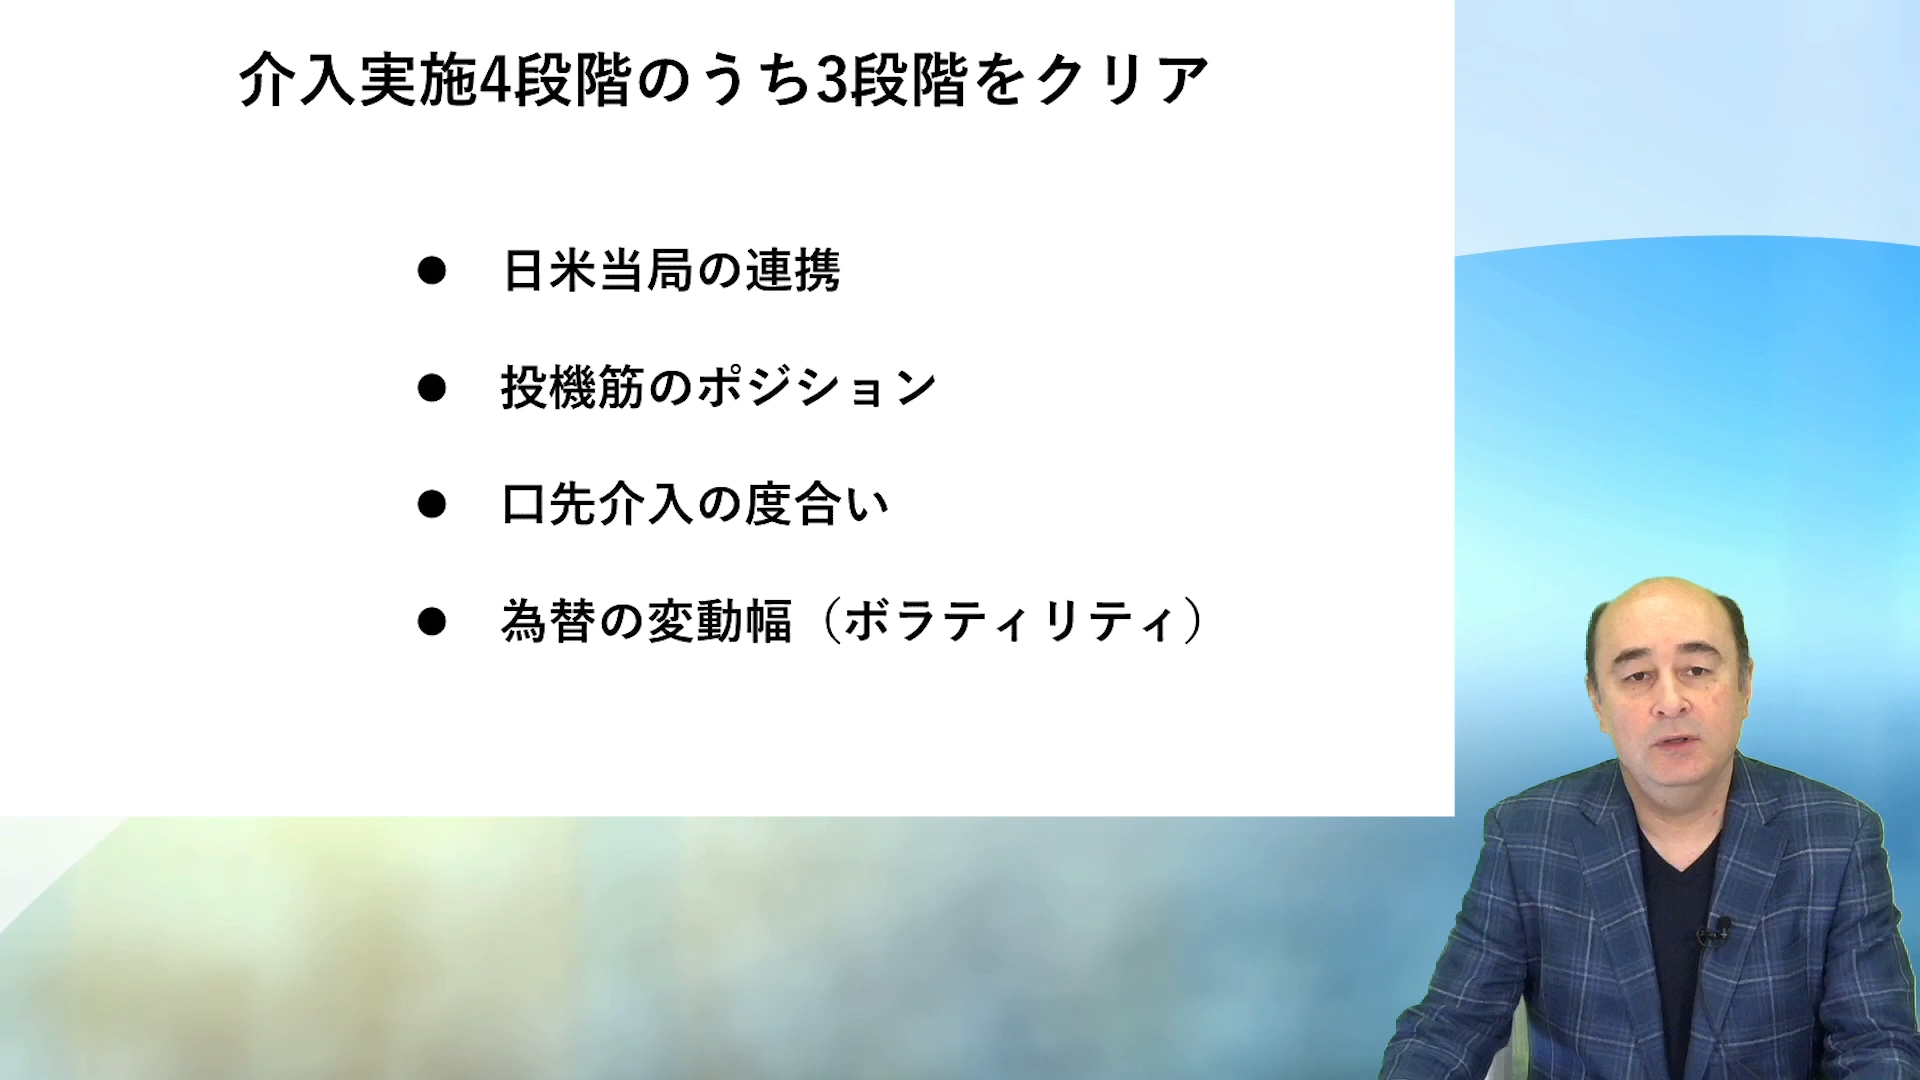 介入実施4段階のうち3段階をクリア
● 日米当局の連携
● 投機筋のポジション
● 口先介入の度合い
● 為替の変動幅（ボラティリティ）